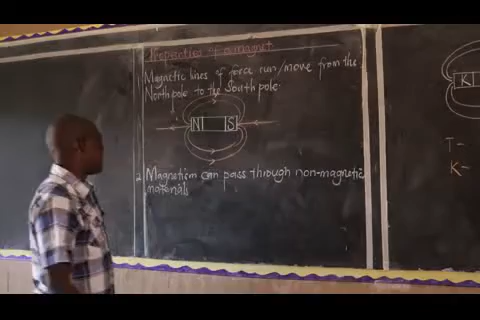 Properties of a magnet
1. Magnetic lines of force run/move from the
North pole to the South pole.
N S
2. Magnetism can pass through non-magnetic
materials
K
T-
K-